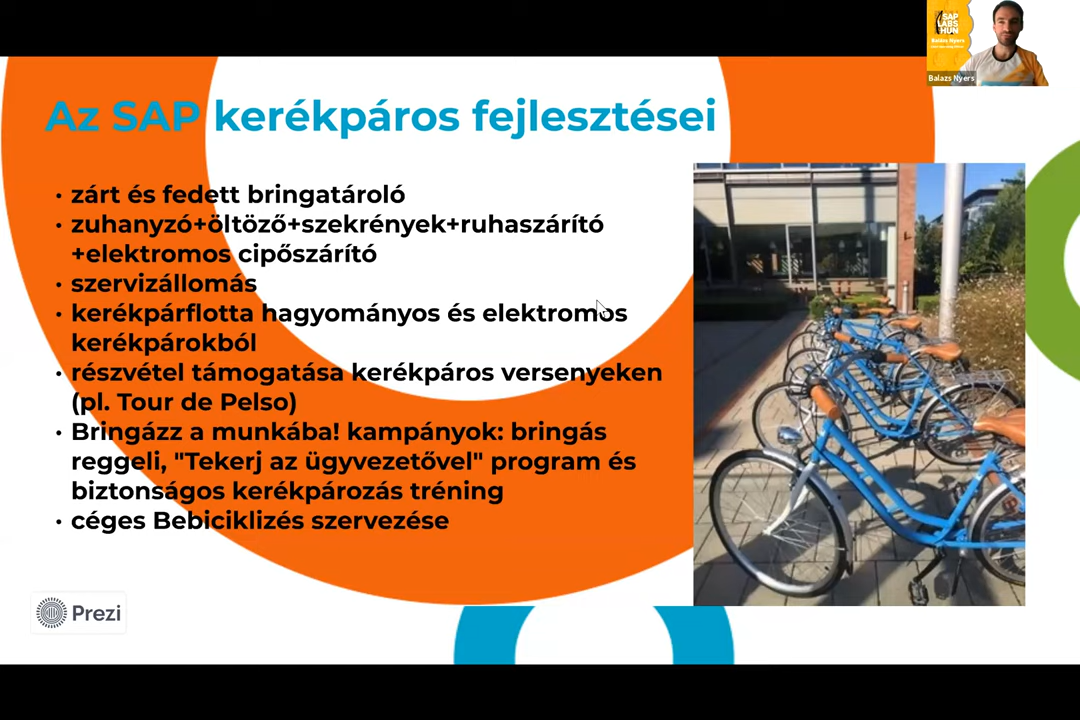 SAP
LABS
HUN
Balazs Nyers
Az SAP kerékpáros fejlesztései
• zárt és fedett bringatároló
• zuhanyzó+öltöző+szekrények+ruhaszárító
+elektromos cipőszárító
• szervizállomás
• kerékpárflotta hagyományos és elektromos
kerékpárokból
• részvétel támogatása kerékpáros versenyeken
(pl. Tour de Pelso)
• Bringázz a munkába! kampányok: bringás
reggeli, "Tekerj az ügyvezetővel" program és
biztonságos kerékpározás tréning
• céges Bebiciklizés szervezése
Prezi